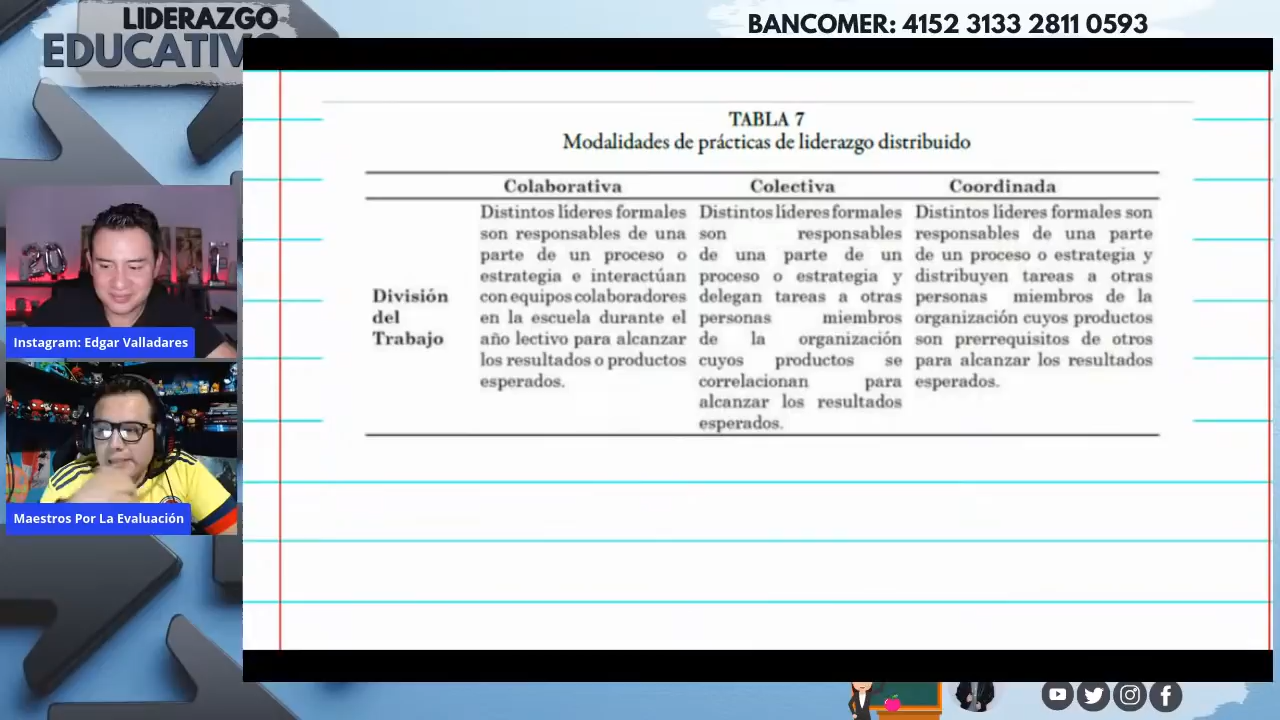 LIDERAZGO
EDUCATIVO
BANCOMER: 4152 3133 2811 0593
TABLA 7
Modalidades de prácticas de liderazgo distribuido
Colaborativa Colectiva Coordinada
División
del
Trabajo
Distintos líderes formales
son responsables de una
parte de un proceso o
estrategia e interactúan
con equipos colaboradores
en la escuela durante el
año lectivo para alcanzar
los resultados o productos
esperados.
Distintos líderes formales
son responsables
de una parte de un
proceso o estrategia y
delegan tareas a otras
personas miembros
de la organización
cuyos productos se
correlacionan para
alcanzar los resultados
esperados.
Distintos líderes formales son
responsables de una parte
de un proceso o estrategia y
distribuyen tareas a otras
personas miembros de la
organización cuyos productos
son prerrequisitos de otros
para alcanzar los resultados
esperados.
20
Instagram: Edgar Valladares
Maestros Por La Evaluación